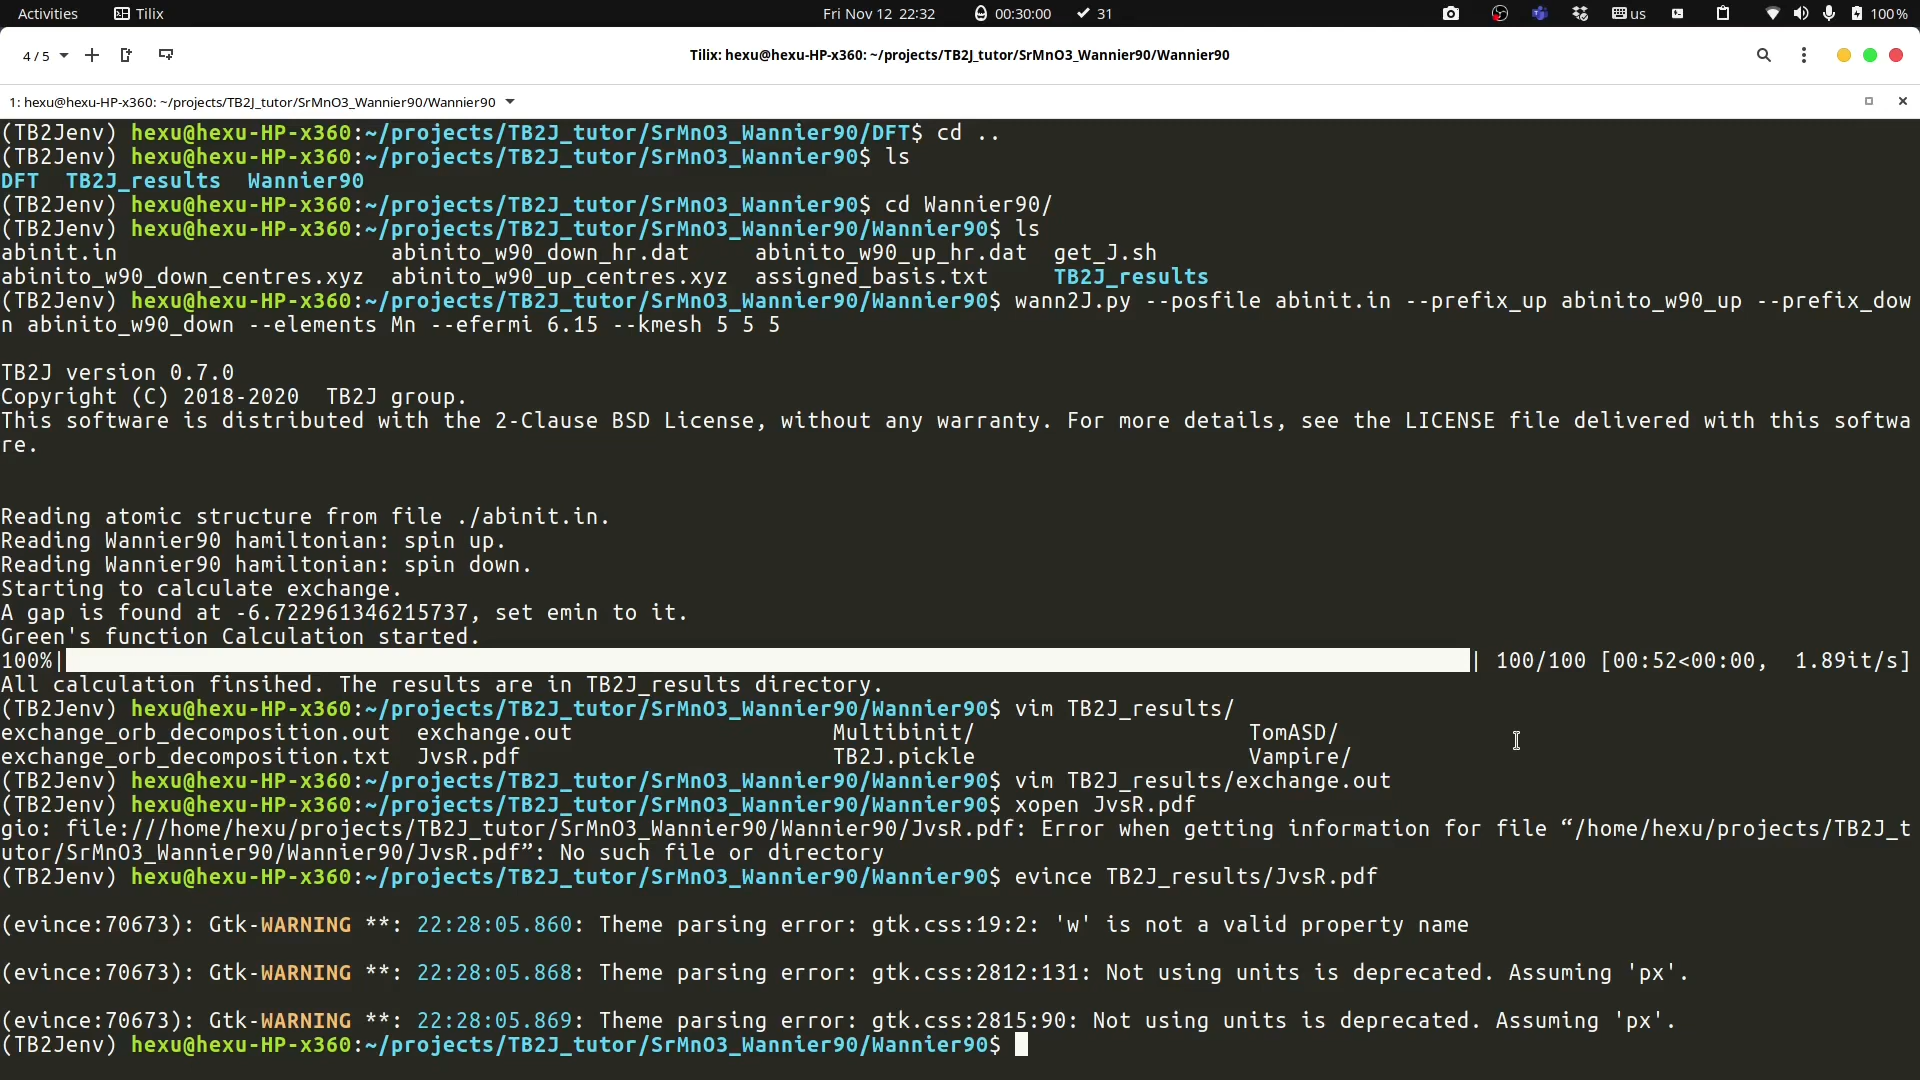 Activities Tilix Fri Nov 12 22:32 00:30:00 31 us 100%
4 / 5 Tilix: hexu@hexu-HP-x360: ~/projects/TB2J_tutor/SrMnO3_Wannier90/Wannier90
1: hexu@hexu-HP-x360: ~/projects/TB2J_tutor/SrMnO3_Wannier90/Wannier90
(TB2Jenv) hexu@hexu-HP-x360:~/projects/TB2J_tutor/SrMnO3_Wannier90/DFT$ cd ..
(TB2Jenv) hexu@hexu-HP-x360:~/projects/TB2J_tutor/SrMnO3_Wannier90$ ls
DFT  TB2J_results  Wannier90
(TB2Jenv) hexu@hexu-HP-x360:~/projects/TB2J_tutor/SrMnO3_Wannier90$ cd Wannier90/
(TB2Jenv) hexu@hexu-HP-x360:~/projects/TB2J_tutor/SrMnO3_Wannier90/Wannier90$ ls
abinit.in                     abinito_w90_down_hr.dat     abinito_w90_up_hr.dat  get_J.sh
abinito_w90_down_centres.xyz  abinito_w90_up_centres.xyz  assigned_basis.txt     TB2J_results
(TB2Jenv) hexu@hexu-HP-x360:~/projects/TB2J_tutor/SrMnO3_Wannier90/Wannier90$ wann2J.py --posfile abinit.in --prefix_up abinito_w90_up --prefix_dow
n abinito_w90_down --elements Mn --efermi 6.15 --kmesh 5 5 5
TB2J version 0.7.0
Copyright (C) 2018-2020  TB2J group.
This software is distributed with the 2-Clause BSD License, without any warranty. For more details, see the LICENSE file delivered with this softwa
re.
Reading atomic structure from file ./abinit.in.
Reading Wannier90 hamiltonian: spin up.
Reading Wannier90 hamiltonian: spin down.
Starting to calculate exchange.
A gap is found at -6.722961346215737, set emin to it.
Green's function Calculation started.
100%| | 100/100 [00:52<00:00,  1.89it/s]
All calculation finsihed. The results are in TB2J_results directory.
(TB2Jenv) hexu@hexu-HP-x360:~/projects/TB2J_tutor/SrMnO3_Wannier90/Wannier90$ vim TB2J_results/
exchange_orb_decomposition.out  exchange.out                    Multibinit/                     TomASD/
exchange_orb_decomposition.txt  JvsR.pdf                        TB2J.pickle                     Vampire/
(TB2Jenv) hexu@hexu-HP-x360:~/projects/TB2J_tutor/SrMnO3_Wannier90/Wannier90$ vim TB2J_results/exchange.out
(TB2Jenv) hexu@hexu-HP-x360:~/projects/TB2J_tutor/SrMnO3_Wannier90/Wannier90$ xopen JvsR.pdf
gio: file:///home/hexu/projects/TB2J_tutor/SrMnO3_Wannier90/Wannier90/JvsR.pdf: Error when getting information for file “/home/hexu/projects/TB2J_t
utor/SrMnO3_Wannier90/Wannier90/JvsR.pdf”: No such file or directory
(TB2Jenv) hexu@hexu-HP-x360:~/projects/TB2J_tutor/SrMnO3_Wannier90/Wannier90$ evince TB2J_results/JvsR.pdf
(evince:70673): Gtk-WARNING **: 22:28:05.860: Theme parsing error: gtk.css:19:2: 'w' is not a valid property name
(evince:70673): Gtk-WARNING **: 22:28:05.868: Theme parsing error: gtk.css:2812:131: Not using units is deprecated. Assuming 'px'.
(evince:70673): Gtk-WARNING **: 22:28:05.869: Theme parsing error: gtk.css:2815:90: Not using units is deprecated. Assuming 'px'.
(TB2Jenv) hexu@hexu-HP-x360:~/projects/TB2J_tutor/SrMnO3_Wannier90/Wannier90$